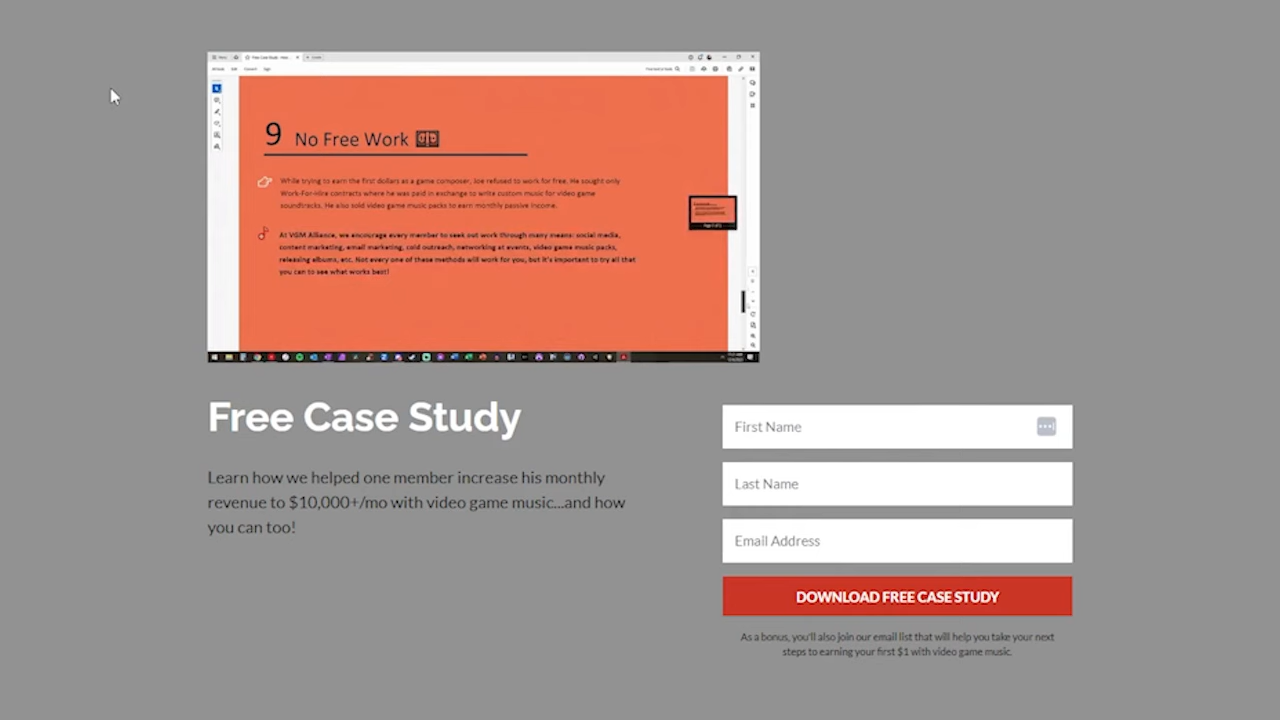 Free Case Study - How...
9 No Free Work
While trying to earn the first dollars as a game composer, Joe refused to work for free. He sought only
Work-For-Hire contracts where he was paid in exchange to write custom music for video game
soundtracks. He also sold video game music packs to earn monthly passive income.
At VGM Alliance, we encourage every member to seek out work through many means: social media,
content marketing, email marketing, cold outreach, networking at events, video game music packs,
releasing albums, etc. Not every one of these methods will work for you, but it's important to try all that
you can to see what works best!
Free Case Study
Learn how we helped one member increase his monthly
revenue to $10,000+/mo with video game music...and how
you can too!
First Name
Last Name
Email Address
DOWNLOAD FREE CASE STUDY
As a bonus, you'll also join our email list that will help you take your next
steps to earning your first $1 with video game music.